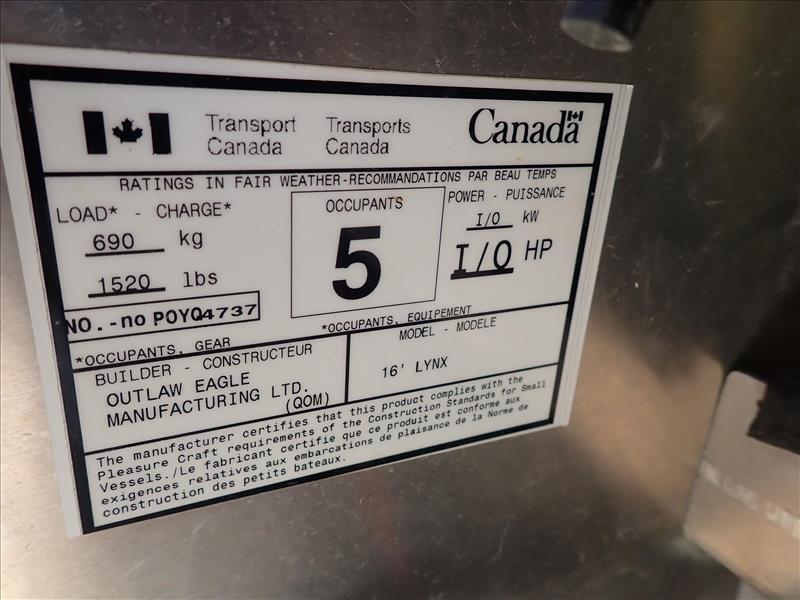 Transport Transports
Canada Canada
Canada
RATINGS IN FAIR WEATHER-RECOMMANDATIONS PAR BEAU TEMPS
LOAD* - CHARGE*
690 kg
1520 lbs
NO.-no POYQ4737
*OCCUPANTS, GEAR
OCCUPANTS
5
*OCCUPANTS, EQUIPEMENT
POWER - PUISSANCE
I/O kW
I/O HP
BUILDER - CONSTRUCTEUR
OUTLAW EAGLE
MANUFACTURING LTD.
(QOM)
MODEL - MODELE
16' LYNX
The manufacturer certifies that this product complies with the
Pleasure Craft requirements of the Construction Standards for Small
Vessels./Le fabricant certifie que ce produit est conforme aux
exigences relatives aux embarcations de plaisance de la Norme de
construction des petits bateaux.